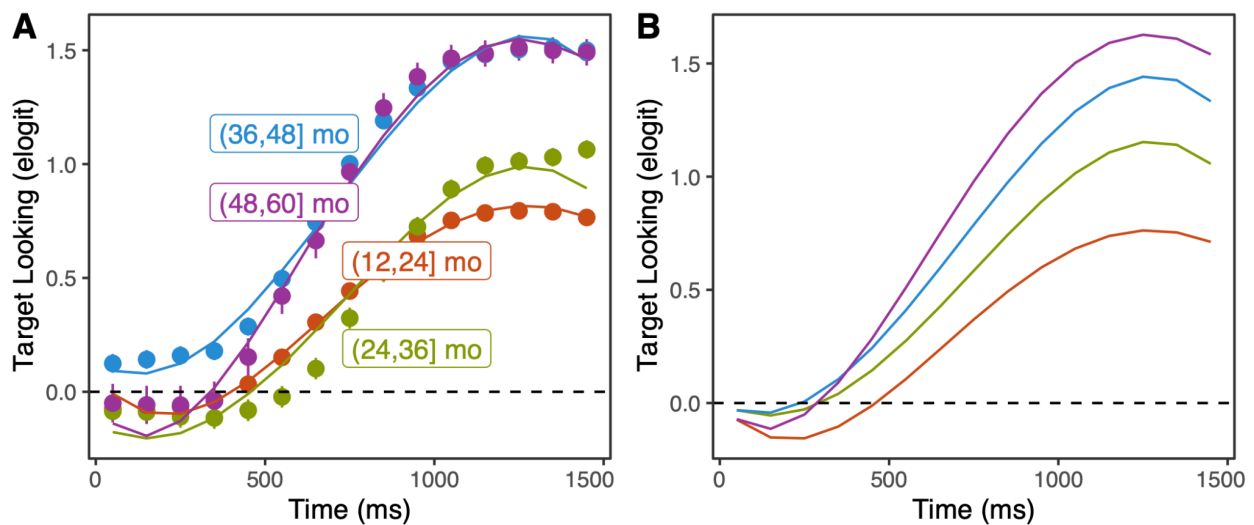 A
B
Target Looking (elogit)
1.5
1.0
0.5
0.0
(36,48] mo
(48,60] mo
(12,24] mo
(24,36] mo
0
500
1000
1500
Time (ms)
Target Looking (elogit)
1.5
1.0
0.5
0.0
0
500
1000
1500
Time (ms)